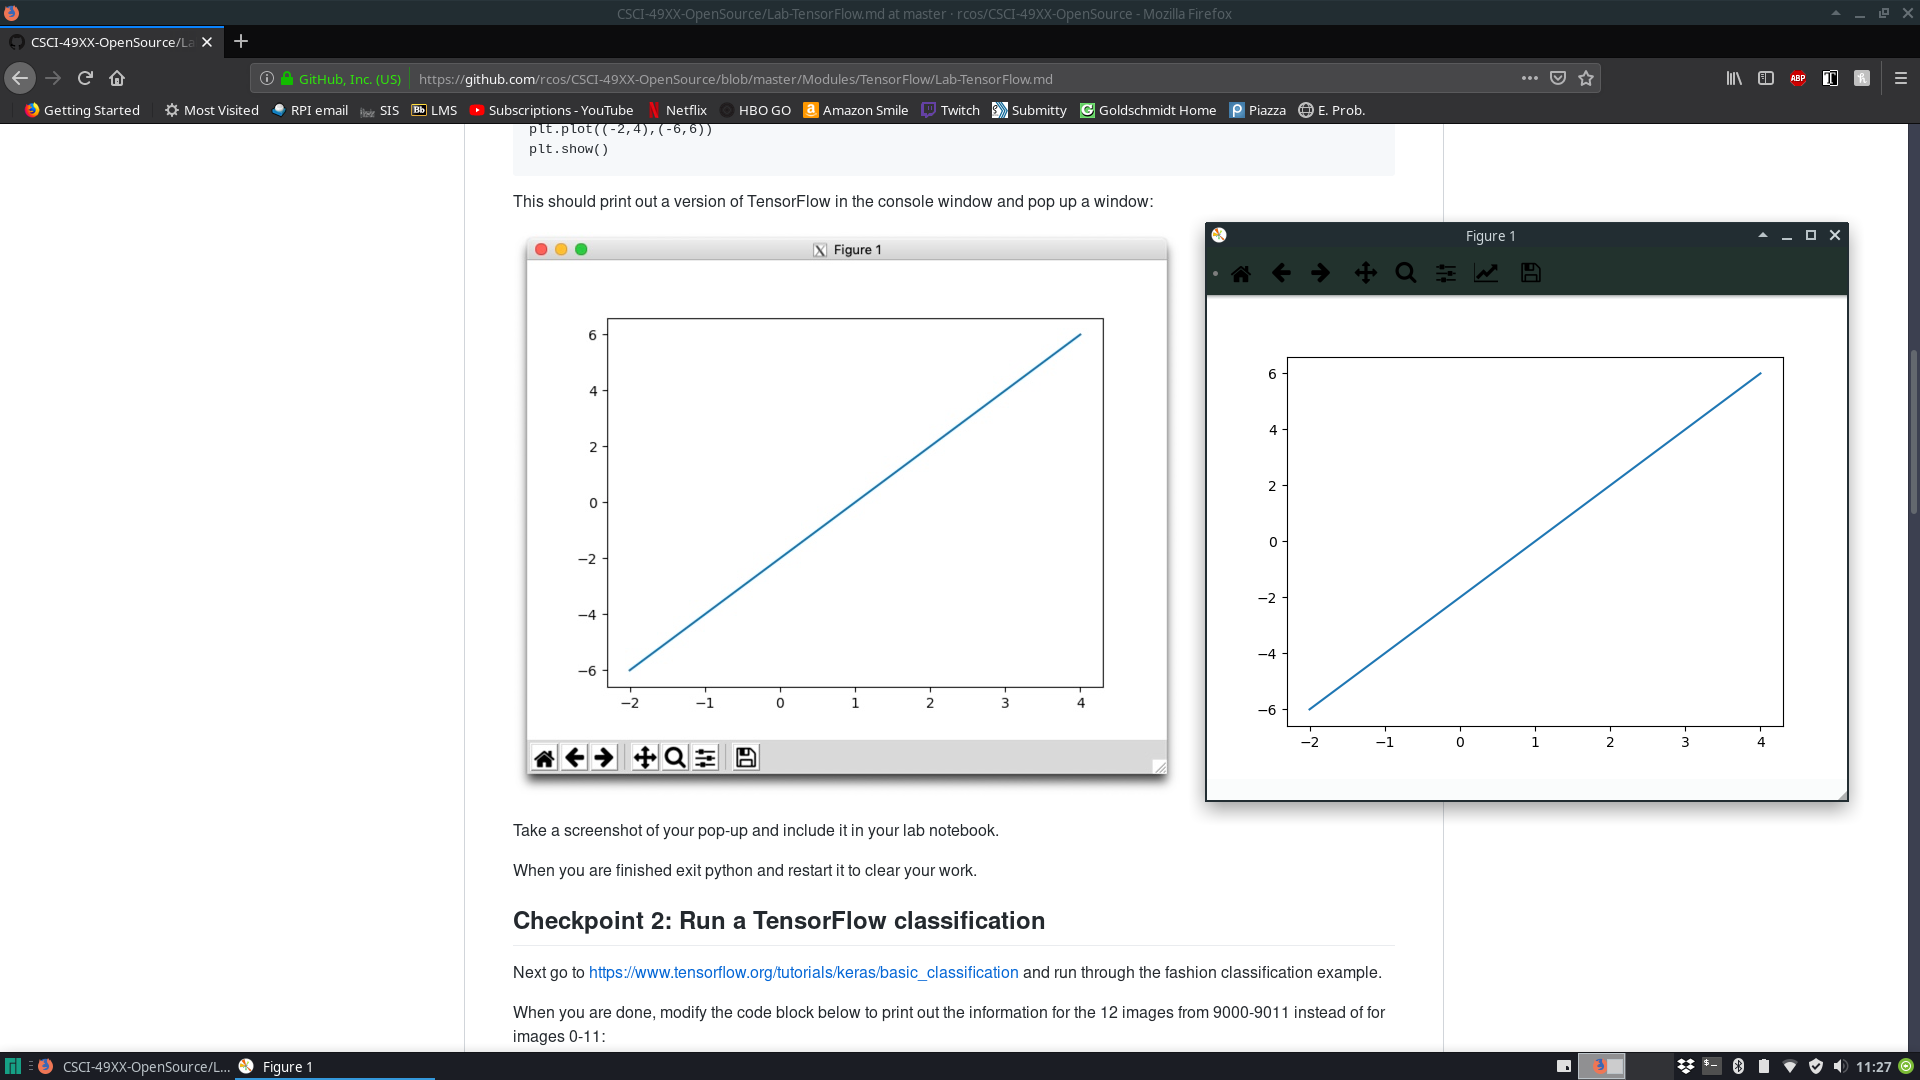 CSCI-49XX-OpenSource/Lab-TensorFlow.md at master · rcos/CSCI-49XX-OpenSource - Mozilla Firefox
CSCI-49XX-OpenSource/La
GitHub, Inc. (US)
https://github.com/rcos/CSCI-49XX-OpenSource/blob/master/Modules/TensorFlow/Lab-TensorFlow.md
ABP
Getting Started Most Visited RPI email SIS Bb LMS Subscriptions - YouTube Netflix HBO GO Amazon Smile Twitch Submitty Goldschmidt Home Piazza E. Prob.
plt.plot((-2,4),(-6,6))
plt.show()
This should print out a version of TensorFlow in the console window and pop up a window:
Figure 1
6
4
2
0
−2
−4
−6
−2 −1 0 1 2 3 4
Figure 1
6
4
2
0
−2
−4
−6
−2 −1 0 1 2 3 4
Take a screenshot of your pop-up and include it in your lab notebook.
When you are finished exit python and restart it to clear your work.
Checkpoint 2: Run a TensorFlow classification
Next go to https://www.tensorflow.org/tutorials/keras/basic_classification and run through the fashion classification example.
When you are done, modify the code block below to print out the information for the 12 images from 9000-9011 instead of for
images 0-11:
CSCI-49XX-OpenSource/L... Figure 1 11:27